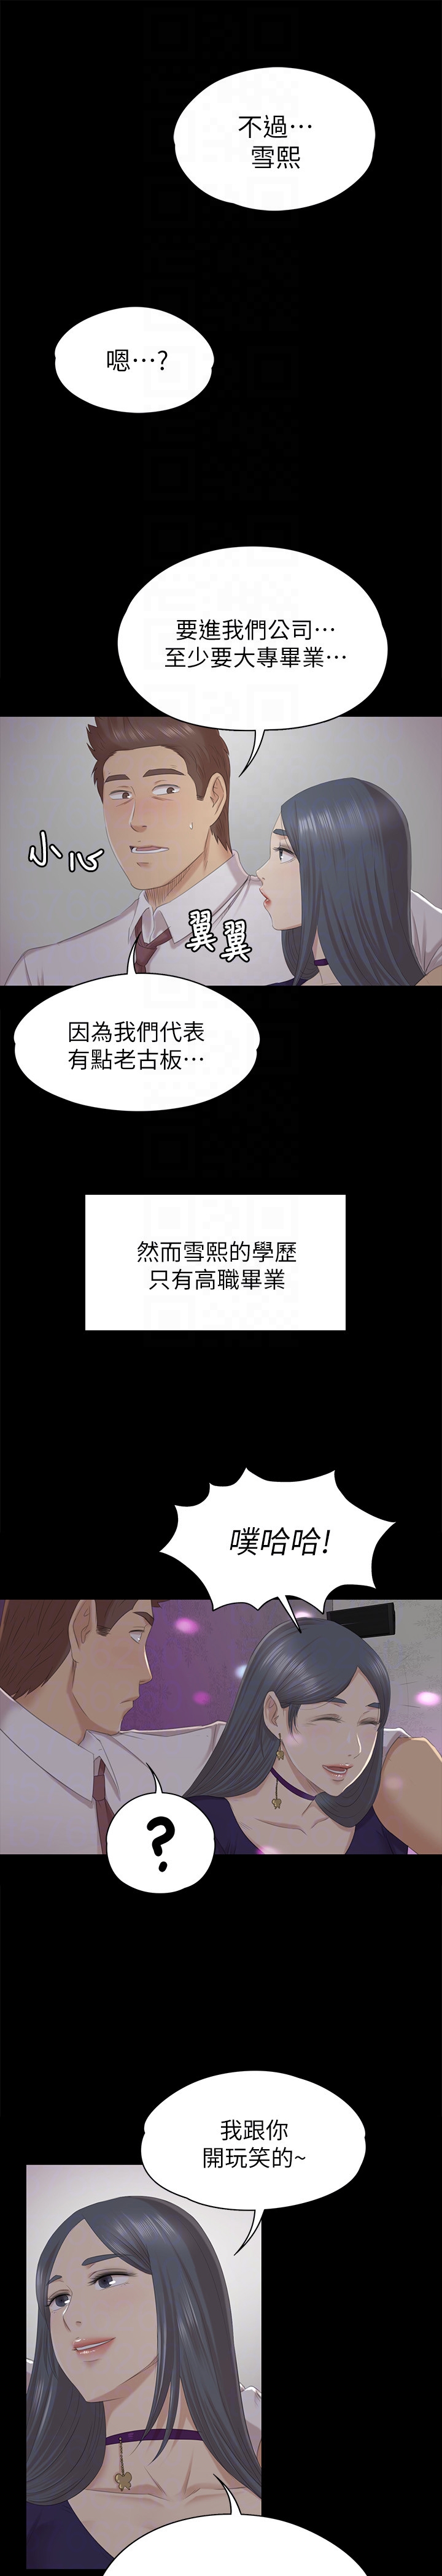 不過…
雪熙
嗯…?
要進我們公司…
至少要大專畢業…
小心
翼翼
因為我們代表
有點老古板…
然而雪熙的學歷
只有高職畢業
噗哈哈!
?
我跟你
開玩笑的~